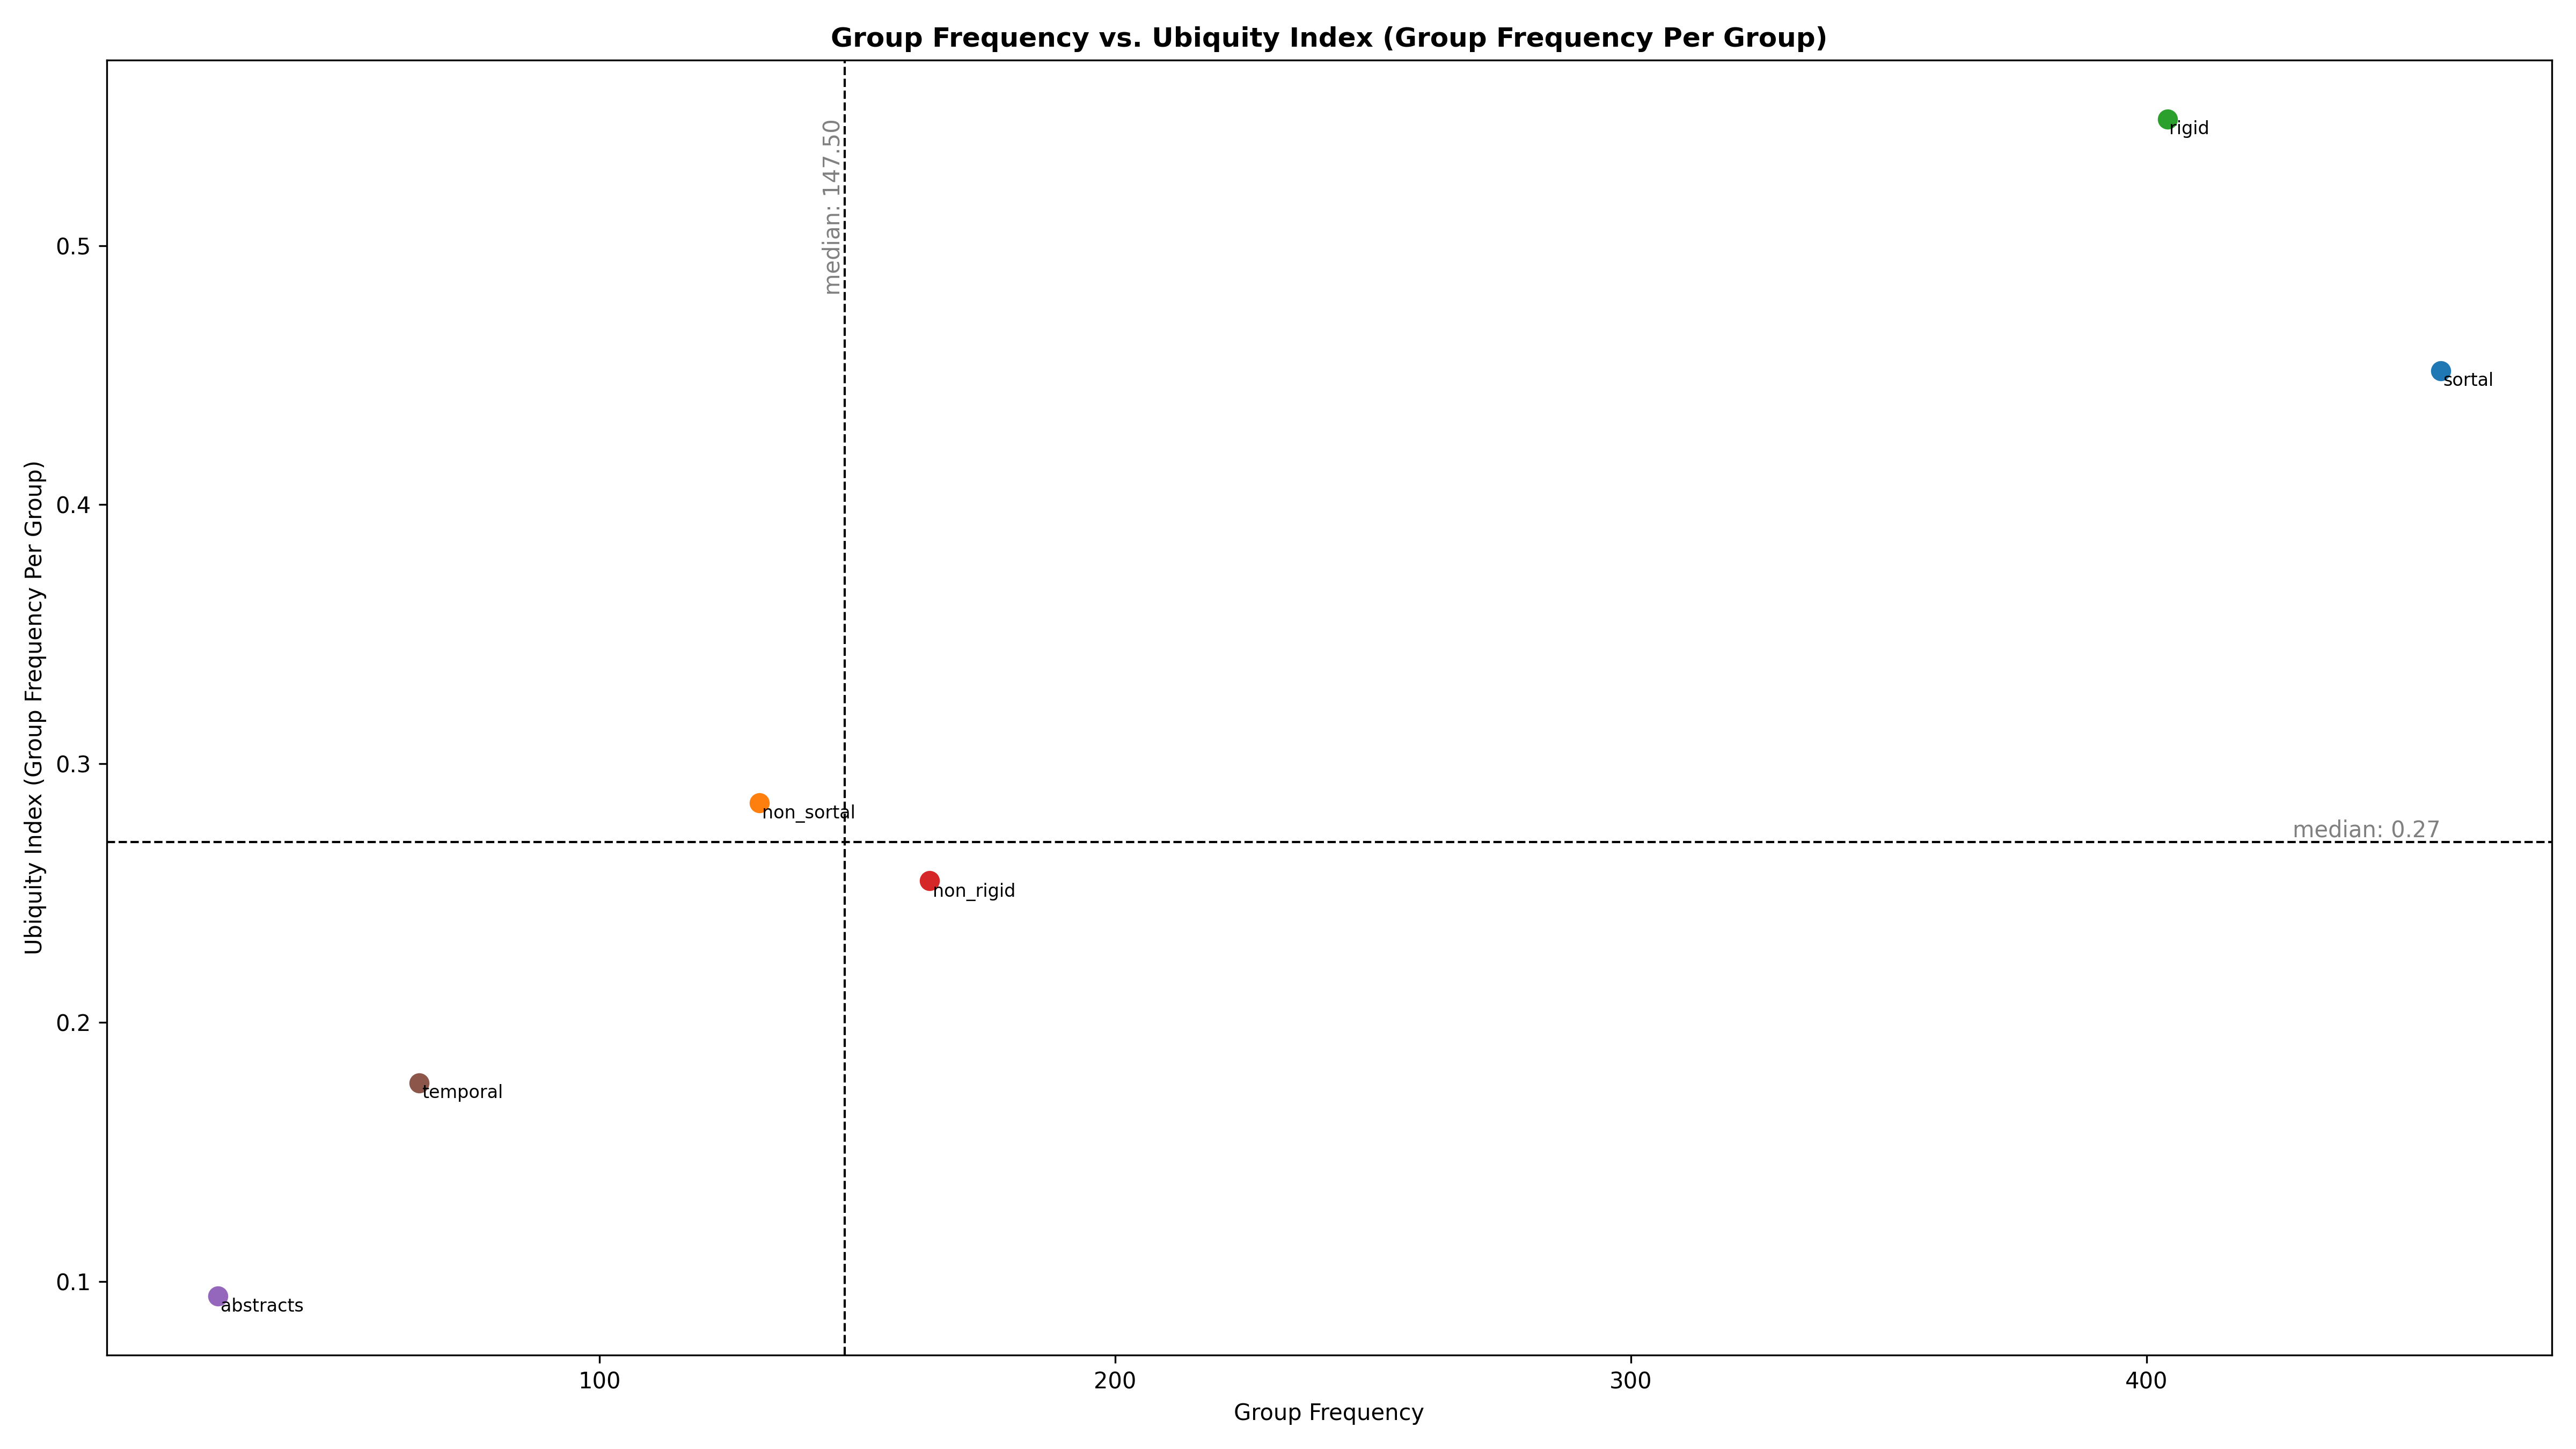 Group Frequency vs. Ubiquity Index (Group Frequency Per Group)
Ubiquity Index (Group Frequency Per Group)
0.5
0.4
0.3
0.2
0.1
median: 147.50
rigid
sortal
non_sortal
median: 0.27
non_rigid
temporal
abstracts
100
200
300
400
Group Frequency